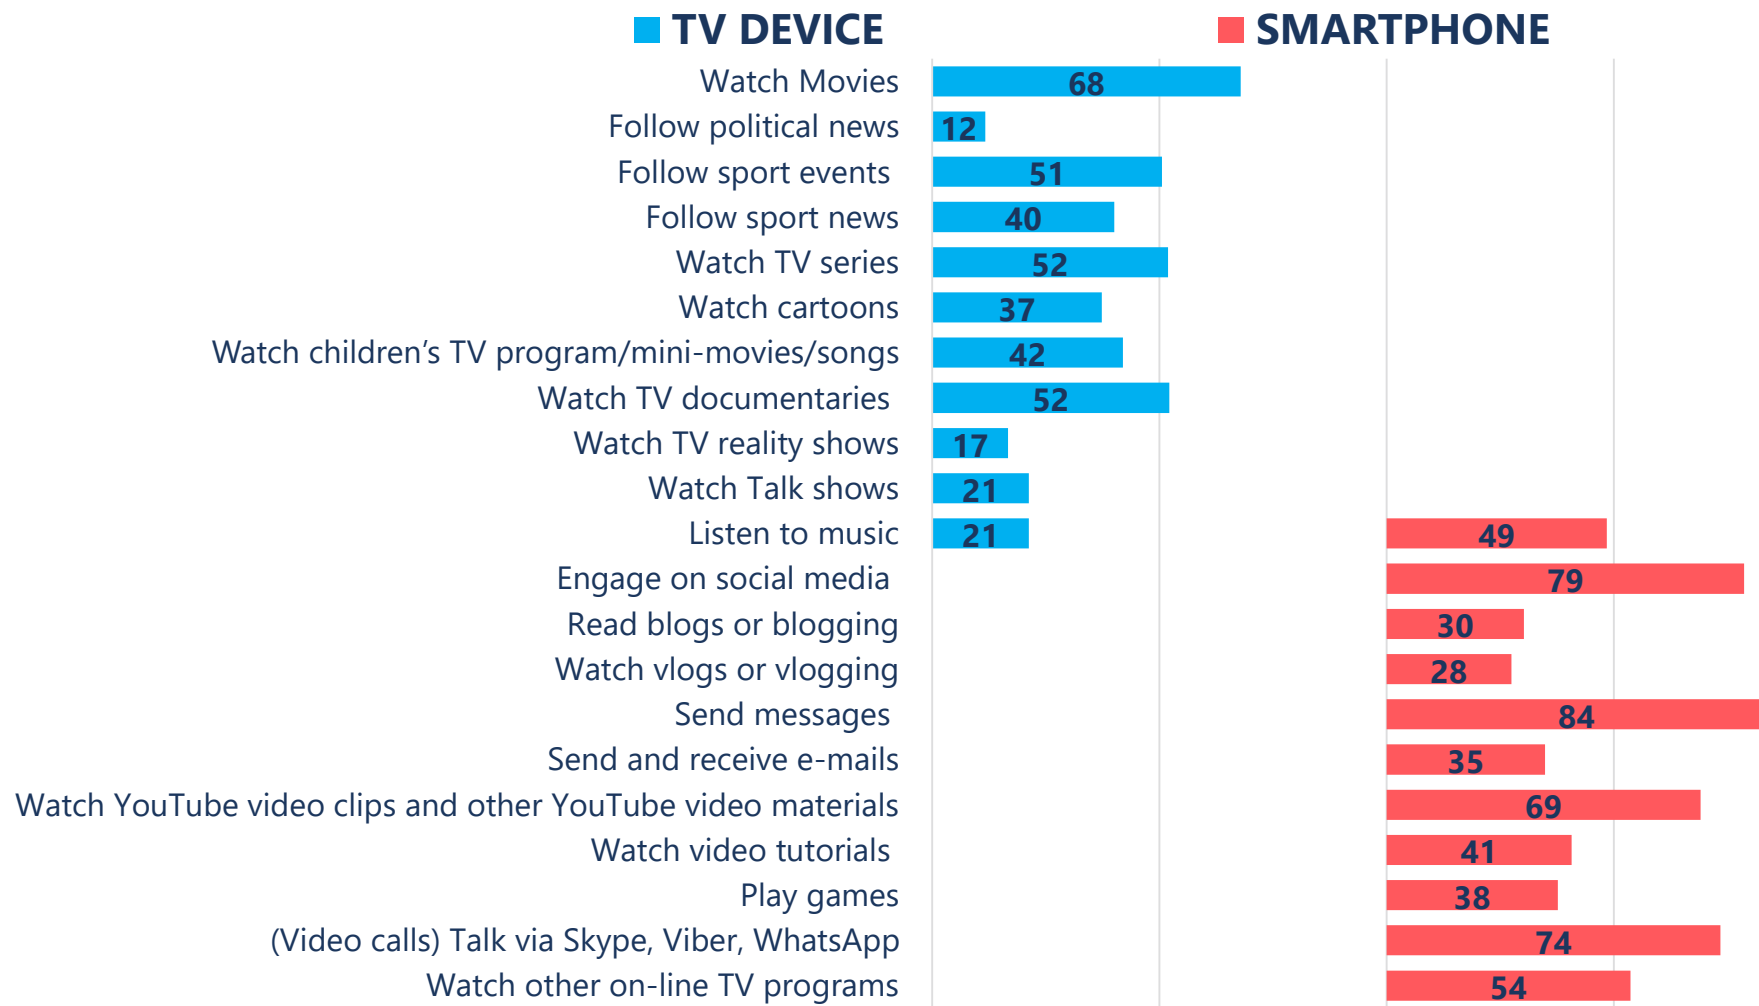 TV DEVICE SMARTPHONE
Watch Movies 68
Follow political news 12
Follow sport events 51
Follow sport news 40
Watch TV series 52
Watch cartoons 37
Watch children’s TV program/mini-movies/songs 42
Watch TV documentaries 52
Watch TV reality shows 17
Watch Talk shows 21
Listen to music 21 49
Engage on social media 79
Read blogs or blogging 30
Watch vlogs or vlogging 28
Send messages 84
Send and receive e-mails 35
Watch YouTube video clips and other YouTube video materials 69
Watch video tutorials 41
Play games 38
(Video calls) Talk via Skype, Viber, WhatsApp 74
Watch other on-line TV programs 54